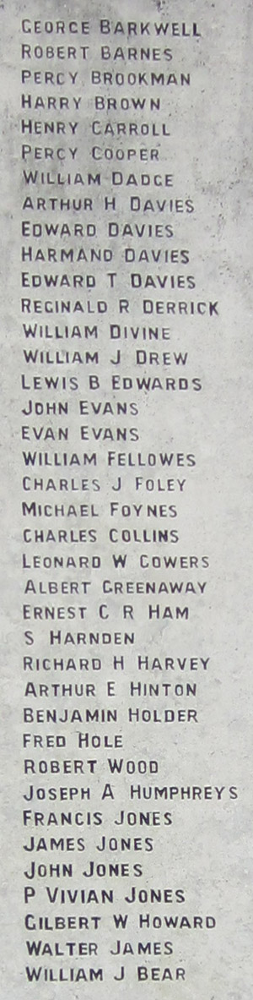 GEORGE BARKWELL
ROBERT BARNES
PERCY BROOKMAN
HARRY BROWN
HENRY CARROLL
PERCY COOPER
WILLIAM DADGE
ARTHUR H DAVIES
EDWARD DAVIES
HARMAND DAVIES
EDWARD T DAVIES
REGINALD R DERRICK
WILLIAM DIVINE
WILLIAM J DREW
LEWIS B EDWARDS
JOHN EVANS
EVAN EVANS
WILLIAM FELLOWES
CHARLES J FOLEY
MICHAEL FOYNES
CHARLES COLLINS
LEONARD W GOWERS
ALBERT GREENAWAY
ERNEST C R HAM
S HARNDEN
RICHARD H HARVEY
ARTHUR E HINTON
BENJAMIN HOLDER
FRED HOLE
ROBERT WOOD
JOSEPH A HUMPHREYS
FRANCIS JONES
JAMES JONES
JOHN JONES
P VIVIAN JONES
GILBERT W HOWARD
WALTER JAMES
WILLIAM J BEAR